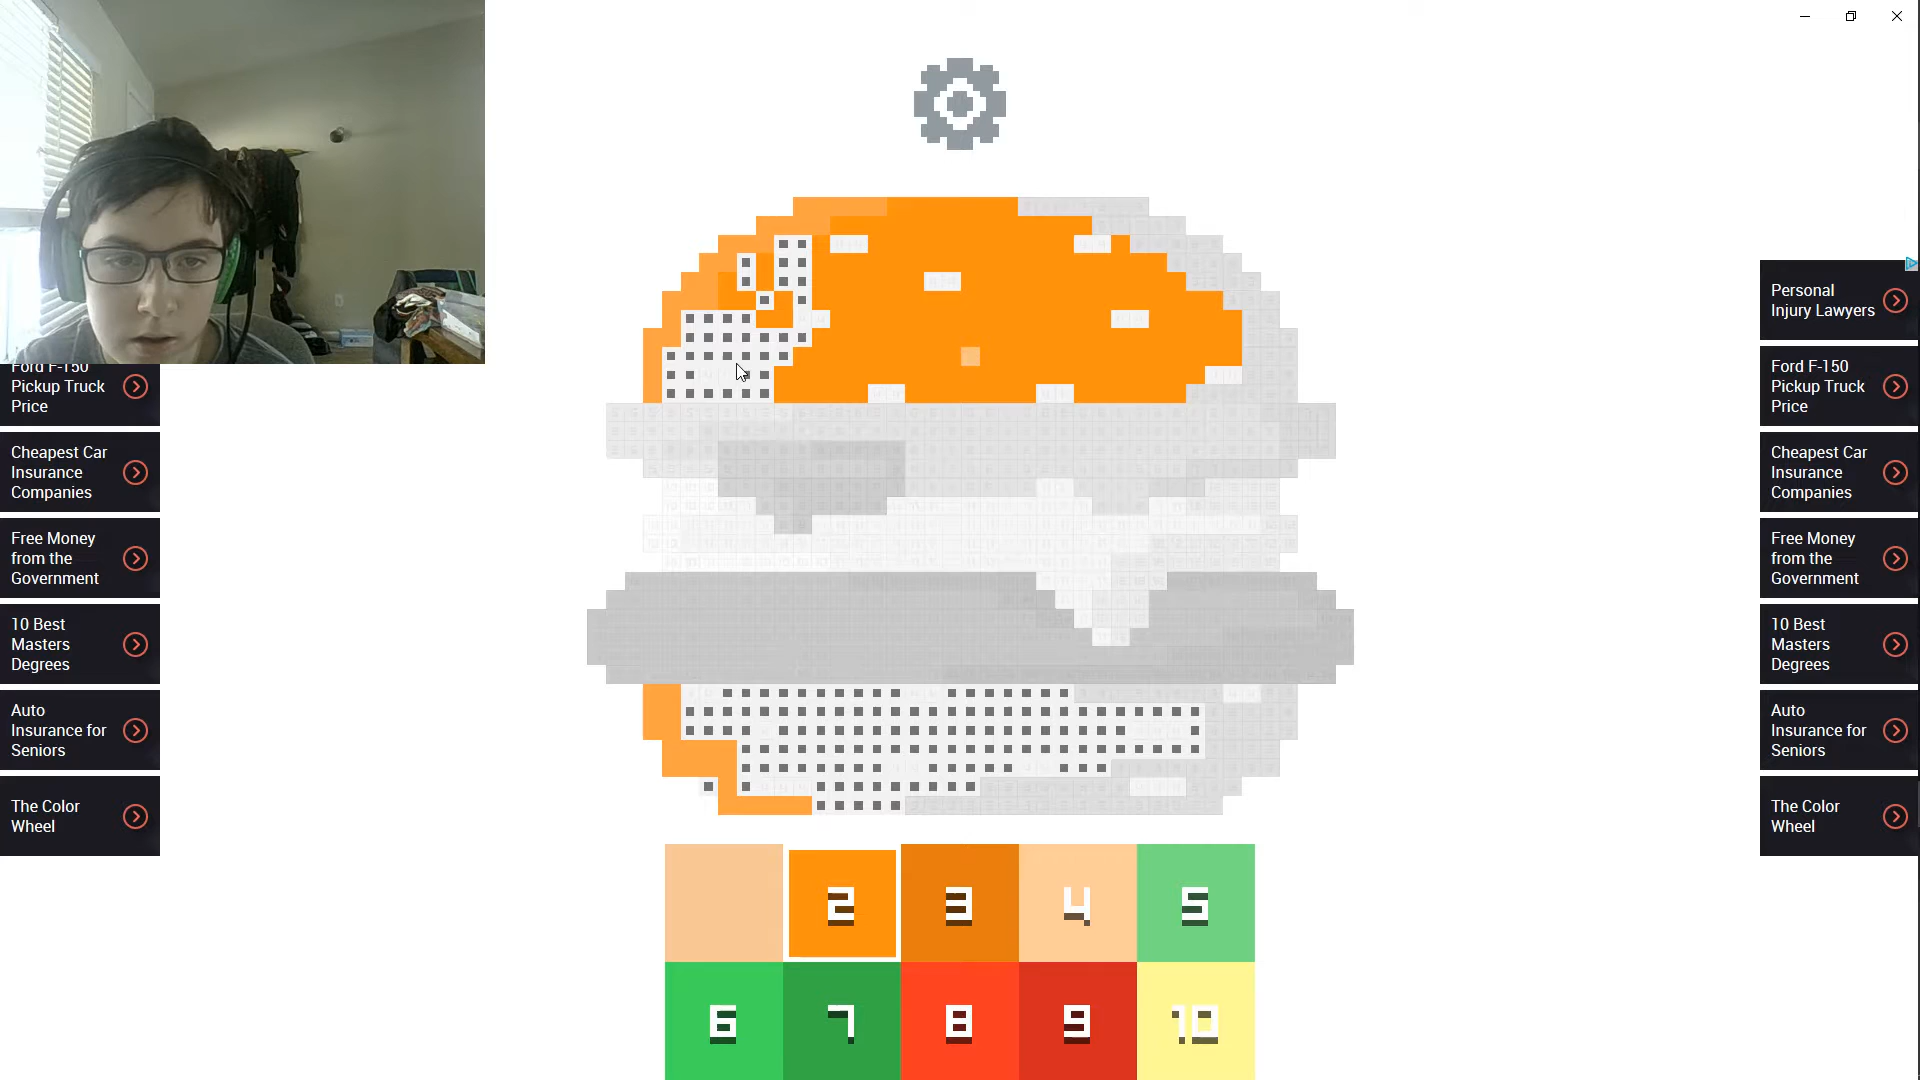 Ford F-150
Pickup Truck
Price
Cheapest Car
Insurance
Companies
Free Money
from the
Government
10 Best
Masters
Degrees
Auto
Insurance for
Seniors
The Color
Wheel
Personal
Injury Lawyers
Ford F-150
Pickup Truck
Price
Cheapest Car
Insurance
Companies
Free Money
from the
Government
10 Best
Masters
Degrees
Auto
Insurance for
Seniors
The Color
Wheel
2 3 4 5
6 7 8 9 10